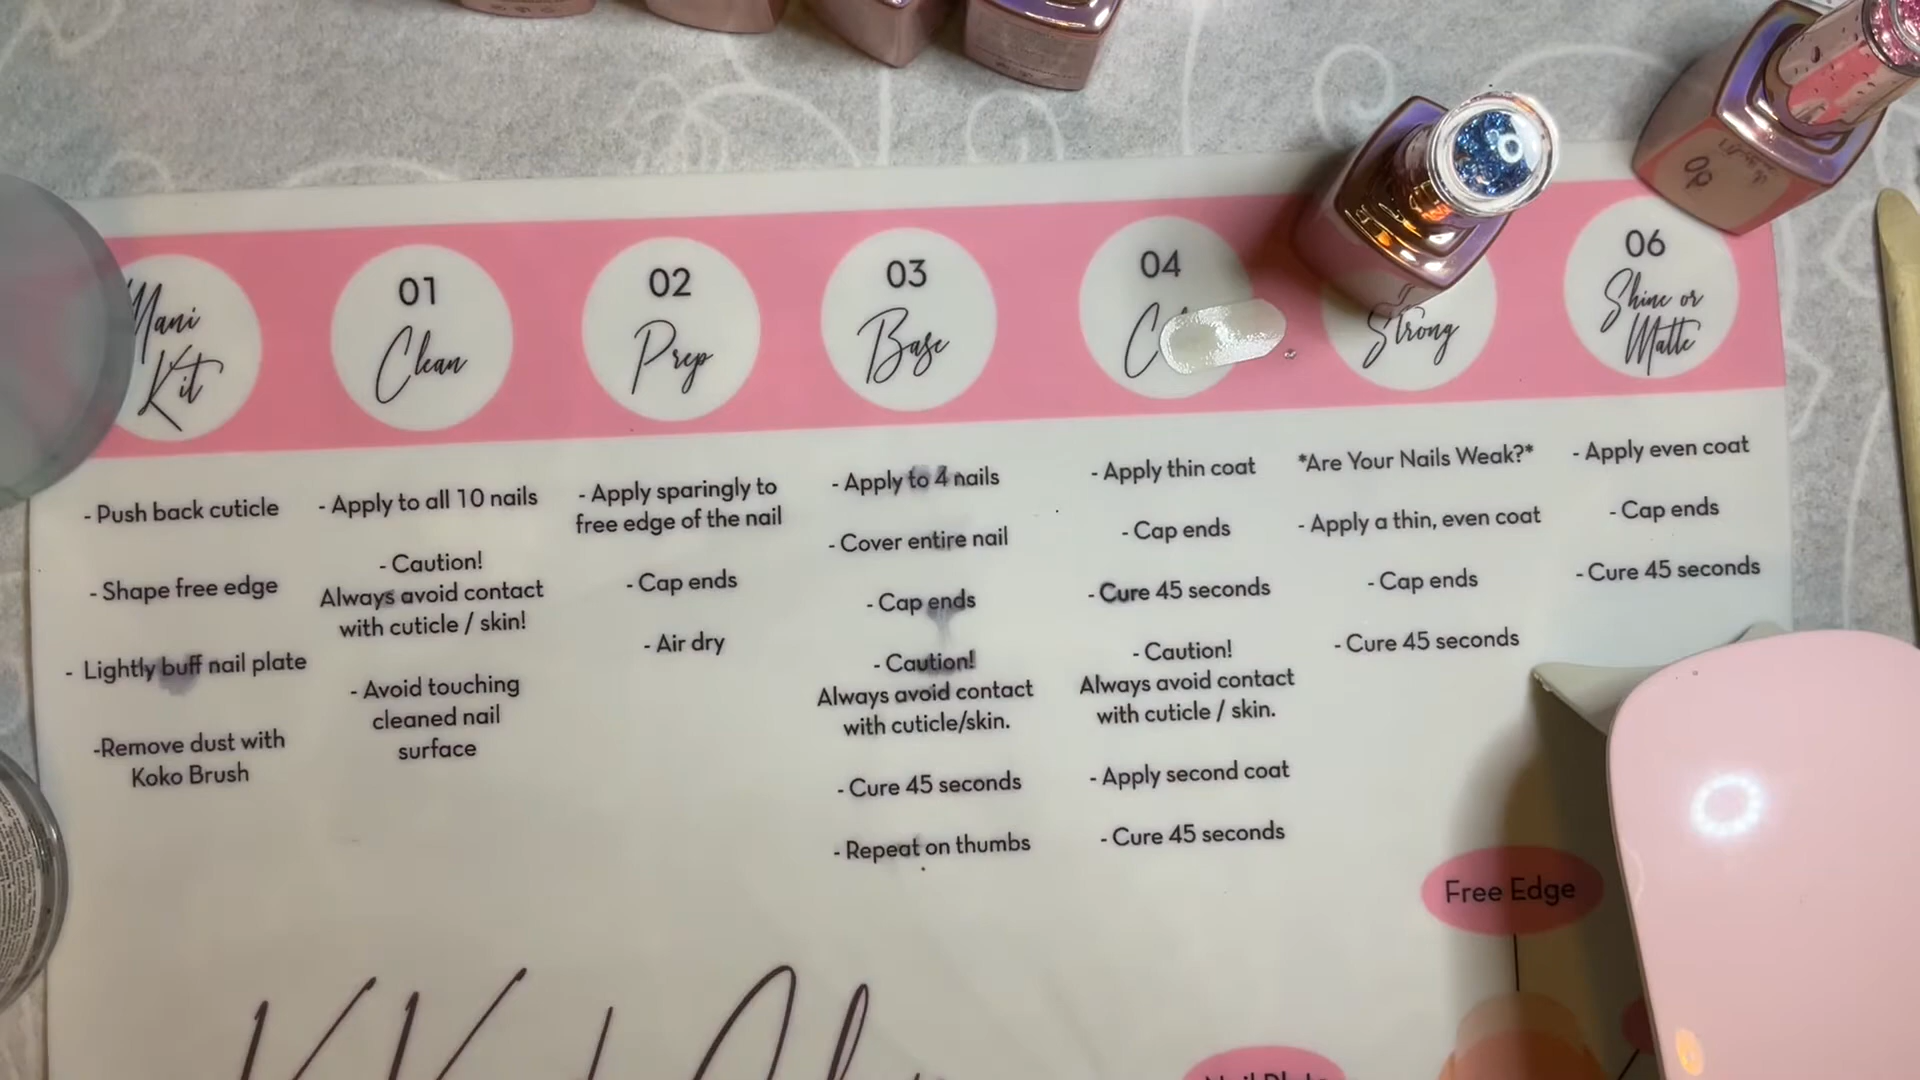 Mani
Kit
- Push back cuticle
- Shape free edge
- Lightly buff nail plate
-Remove dust with
Koko Brush
01
Clean
- Apply to all 10 nails
- Caution!
Always avoid contact
with cuticle / skin!
- Avoid touching
cleaned nail
surface
02
Prep
- Apply sparingly to
free edge of the nail
- Cap ends
- Air dry
03
Base
- Apply to 4 nails
- Cover entire nail
- Cap ends
- Caution!
Always avoid contact
with cuticle/skin.
- Cure 45 seconds
- Repeat on thumbs
04
- Apply thin coat
- Cap ends
- Cure 45 seconds
- Caution!
Always avoid contact
with cuticle / skin.
- Apply second coat
- Cure 45 seconds
Strong
*Are Your Nails Weak?*
- Apply a thin, even coat
- Cap ends
- Cure 45 seconds
06
Shine or
Matte
- Apply even coat
- Cap ends
- Cure 45 seconds
Free Edge